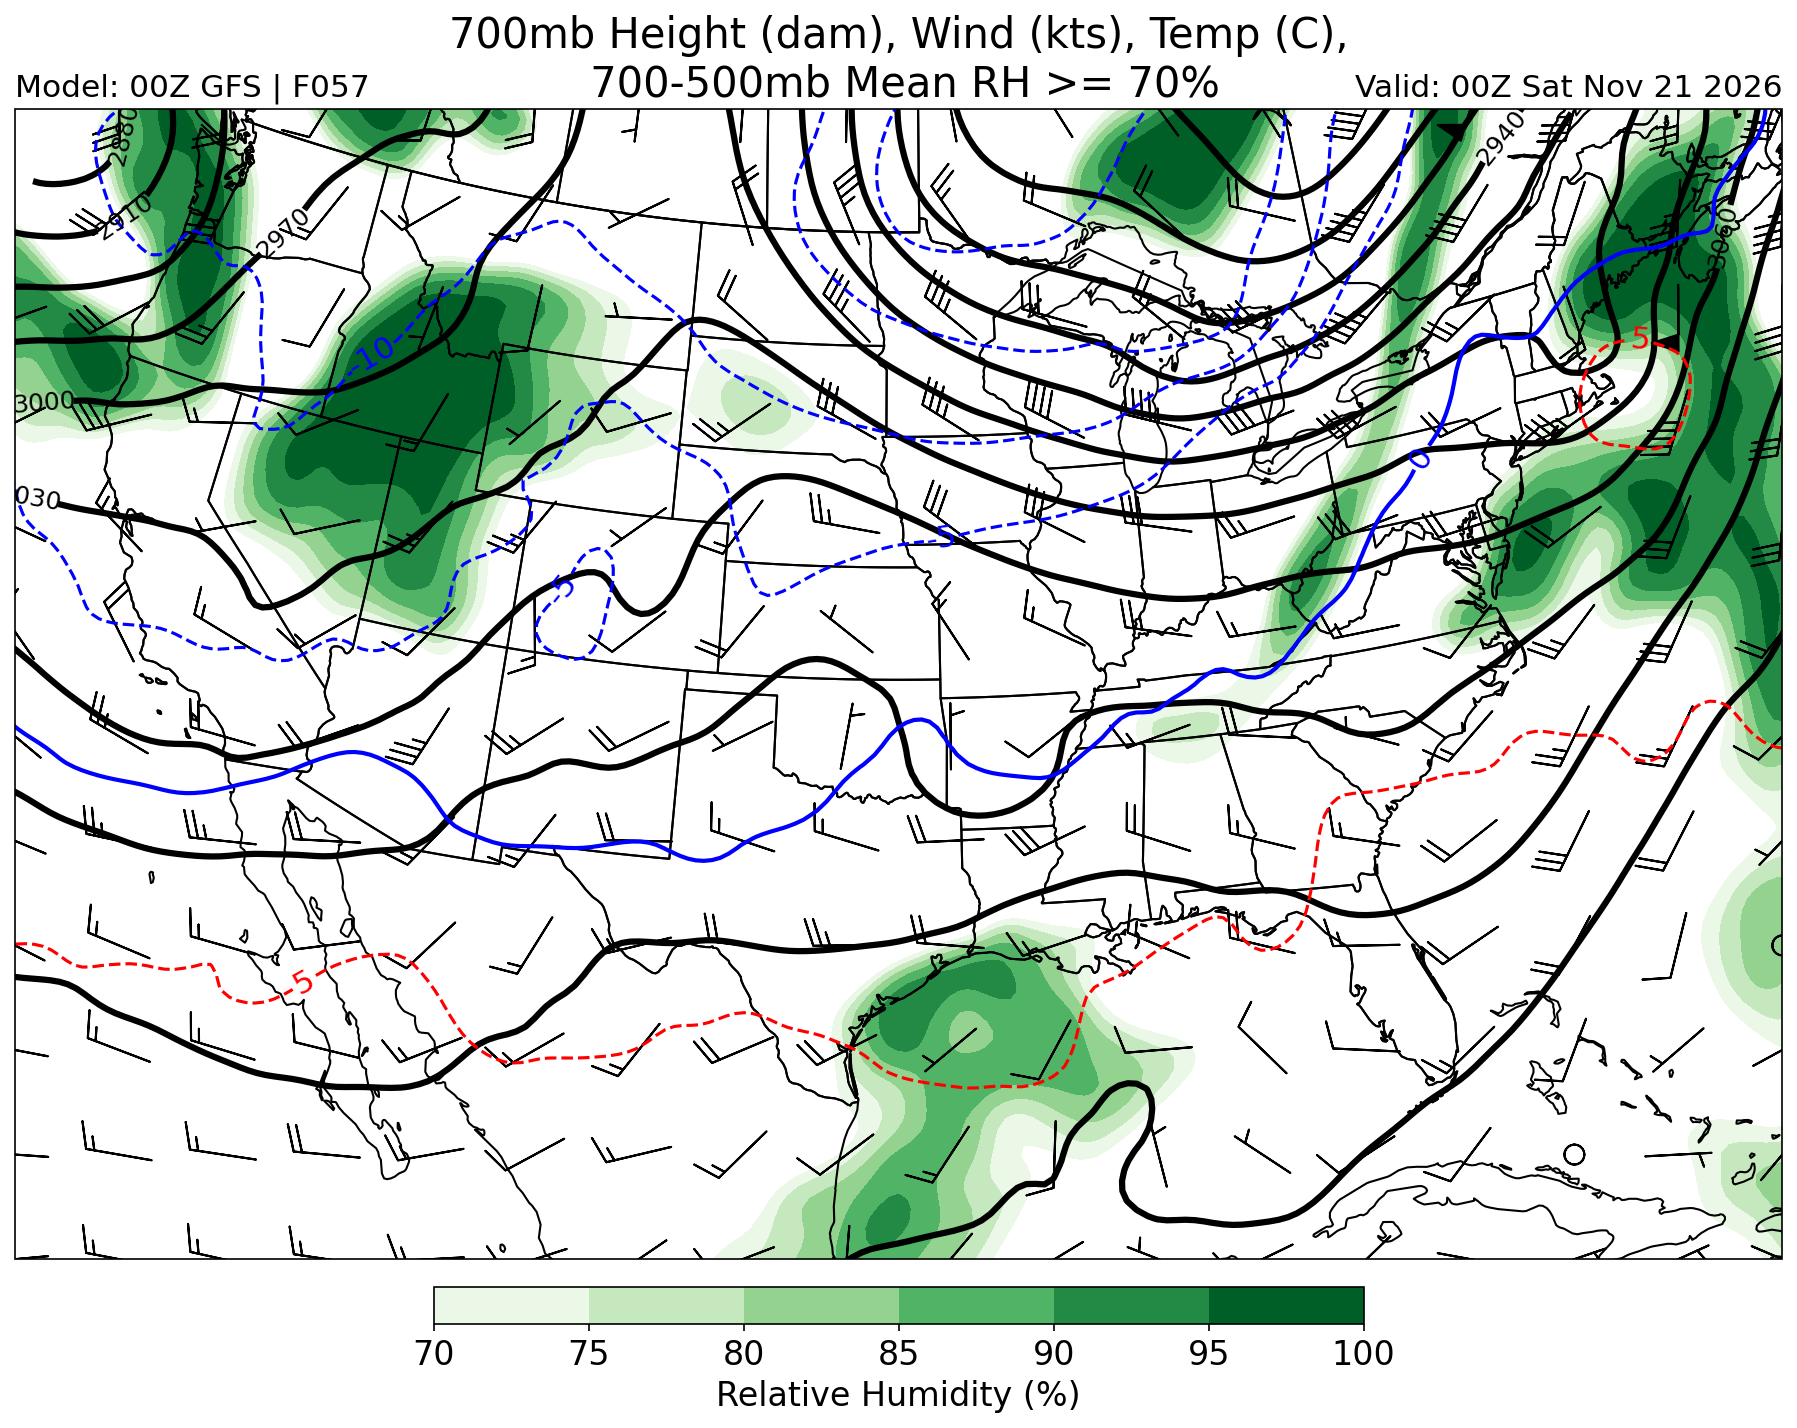 700mb Height (dam), Wind (kts), Temp (C),
Model: 00Z GFS | F057
700-500mb Mean RH >= 70%
Valid: 00Z Sat Nov 21 2026
2880
2940
2910
2970
3060
5
-10
3000
0
030
-5
5
70 75 80 85 90 95 100
Relative Humidity (%)